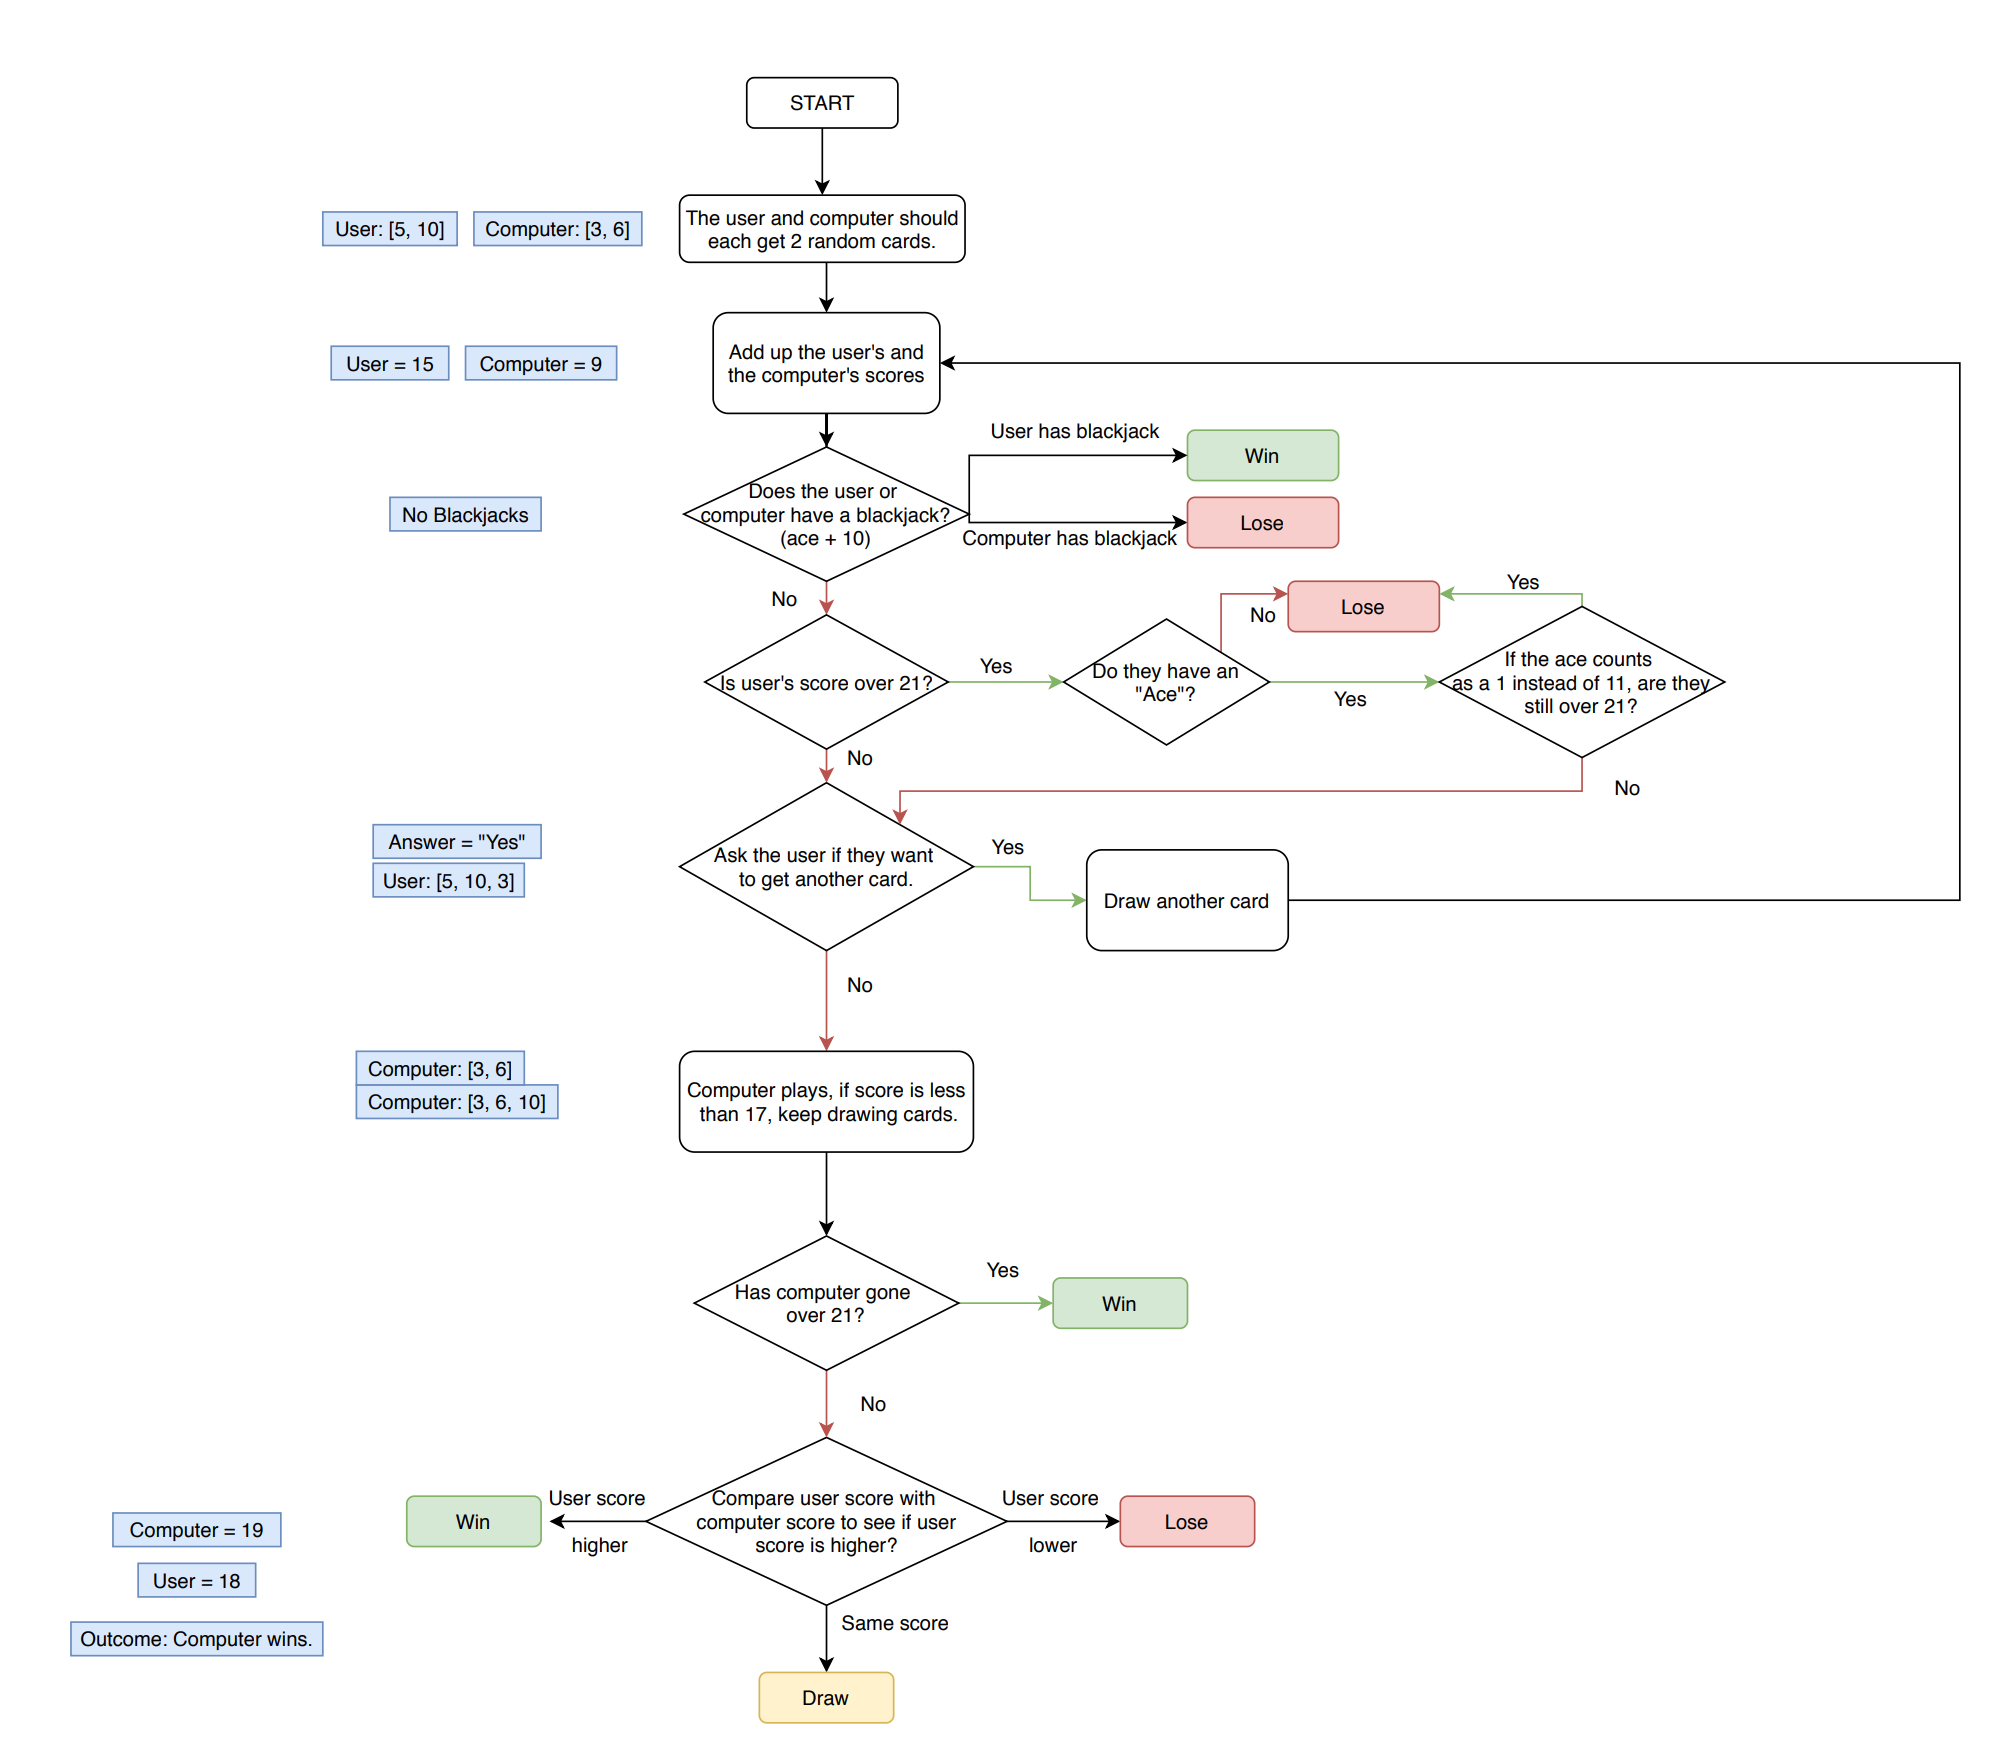 START
User: [5, 10]
Computer: [3, 6]
The user and computer should
each get 2 random cards.
User = 15
Computer = 9
Add up the user's and
the computer's scores
User has blackjack
Win
No Blackjacks
Does the user or
computer have a blackjack?
(ace + 10)
Lose
Computer has blackjack
No
Is user's score over 21?
Yes
Do they have an
"Ace"?
No
Lose
Yes
Yes
If the ace counts
as a 1 instead of 11, are they
still over 21?
No
No
Answer = "Yes"
User: [5, 10, 3]
Ask the user if they want
to get another card.
Yes
Draw another card
No
Computer: [3, 6]
Computer: [3, 6, 10]
Computer plays, if score is less
than 17, keep drawing cards.
Has computer gone
over 21?
Yes
Win
No
Computer = 19
User = 18
Outcome: Computer wins.
Win
User score
higher
Compare user score with
computer score to see if user
score is higher?
User score
lower
Lose
Same score
Draw